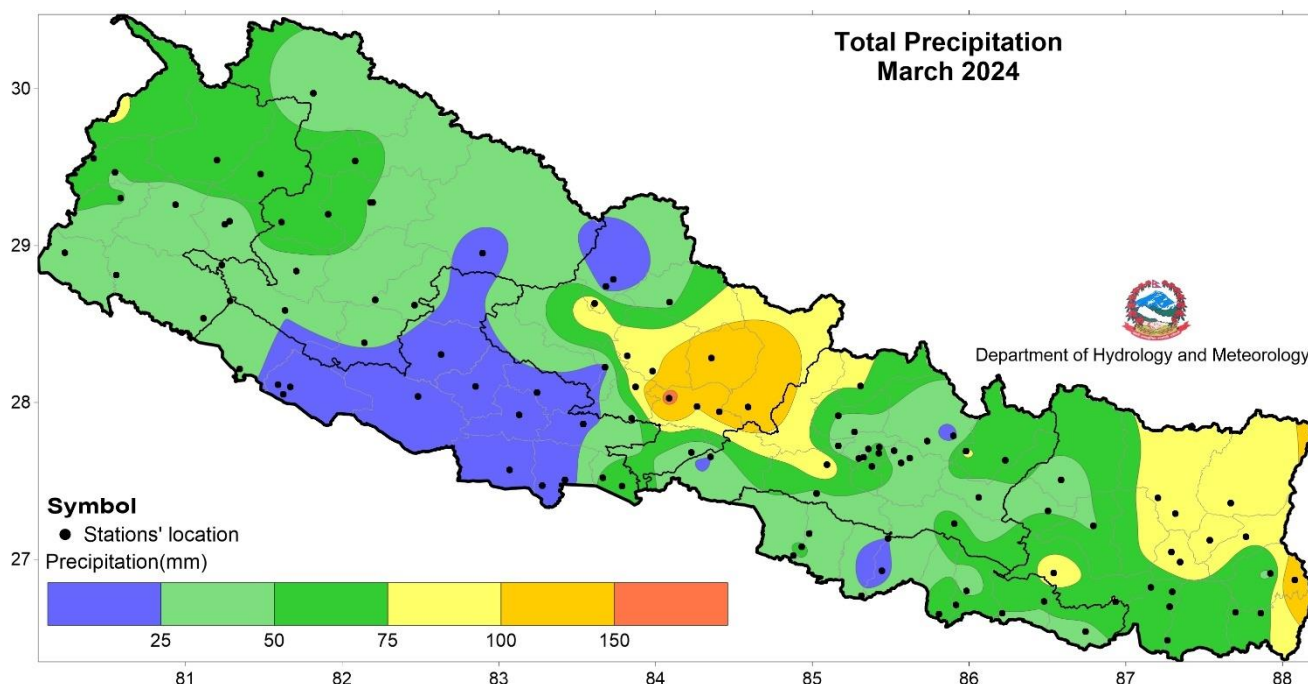 Total Precipitation
March 2024
30
29
28
27
Department of Hydrology and Meteorology
Symbol
Stations' location
Precipitation(mm)
25 50 75 100 150
81 82 83 84 85 86 87 88